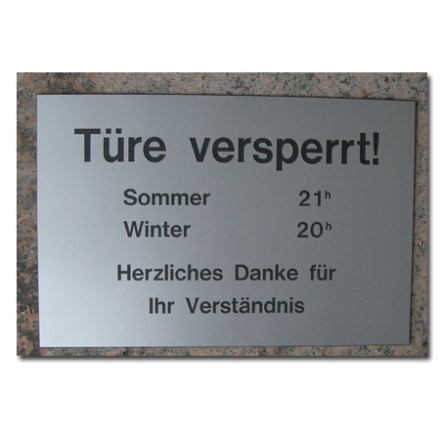 Türe versperrt!
Sommer 21ʰ
Winter 20ʰ
Herzliches Danke für
Ihr Verständnis